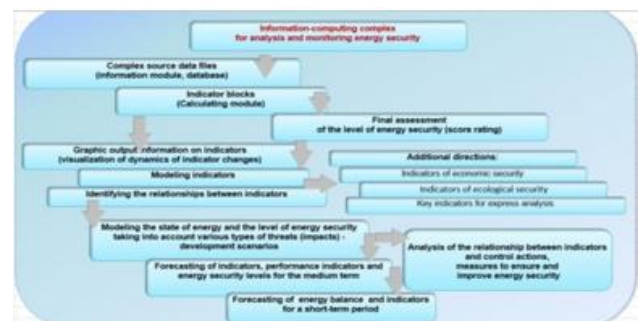 Information-computing complex
for analysis and monitoring energy security
Complex source data files
(information module, database)
Indicator blocks
(Calculating module)
Final assessment
of the level of energy security (score rating)
Graphic output information on indicators
(visualization of dynamics of indicator changes)
Additional directions:
Modeling indicators
Indicators of economic security
Identifying the relationships between indicators
Indicators of ecological security
Key indicators for express analysis
Modeling the state of energy and the level of energy security
taking into account various types of threats (impacts) -
development scenarios
Analysis of the relationship between indicators
and control actions,
measures to ensure and
improve energy security
Forecasting of indicators, performance indicators and
energy security levels for the medium term
Forecasting of energy balance and indicators
for a short-term period